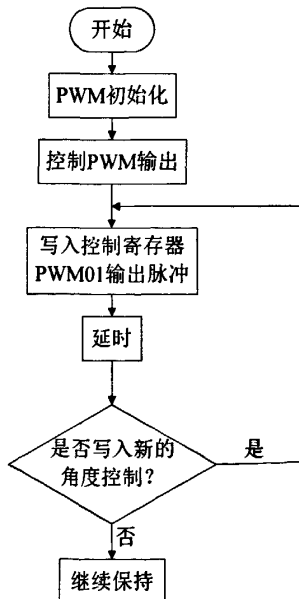 开始
PWM初始化
控制PWM输出
写入控制寄存器
PWM01输出脉冲
延时
是否写入新的
角度控制?
是
否
继续保持